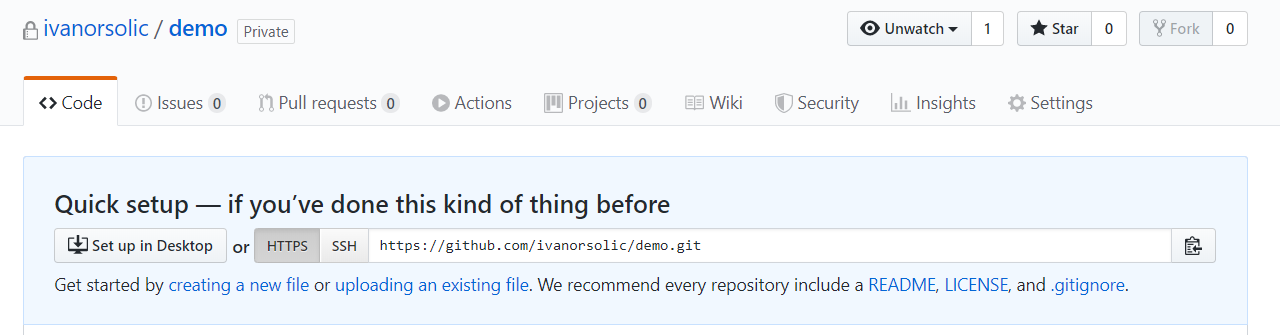 ivanorsolic / demo Private Unwatch 1 Star 0 Fork 0
Code Issues 0 Pull requests 0 Actions Projects 0 Wiki Security Insights Settings
Quick setup — if you’ve done this kind of thing before
Set up in Desktop or HTTPS SSH https://github.com/ivanorsolic/demo.git
Get started by creating a new file or uploading an existing file. We recommend every repository include a README, LICENSE, and .gitignore.